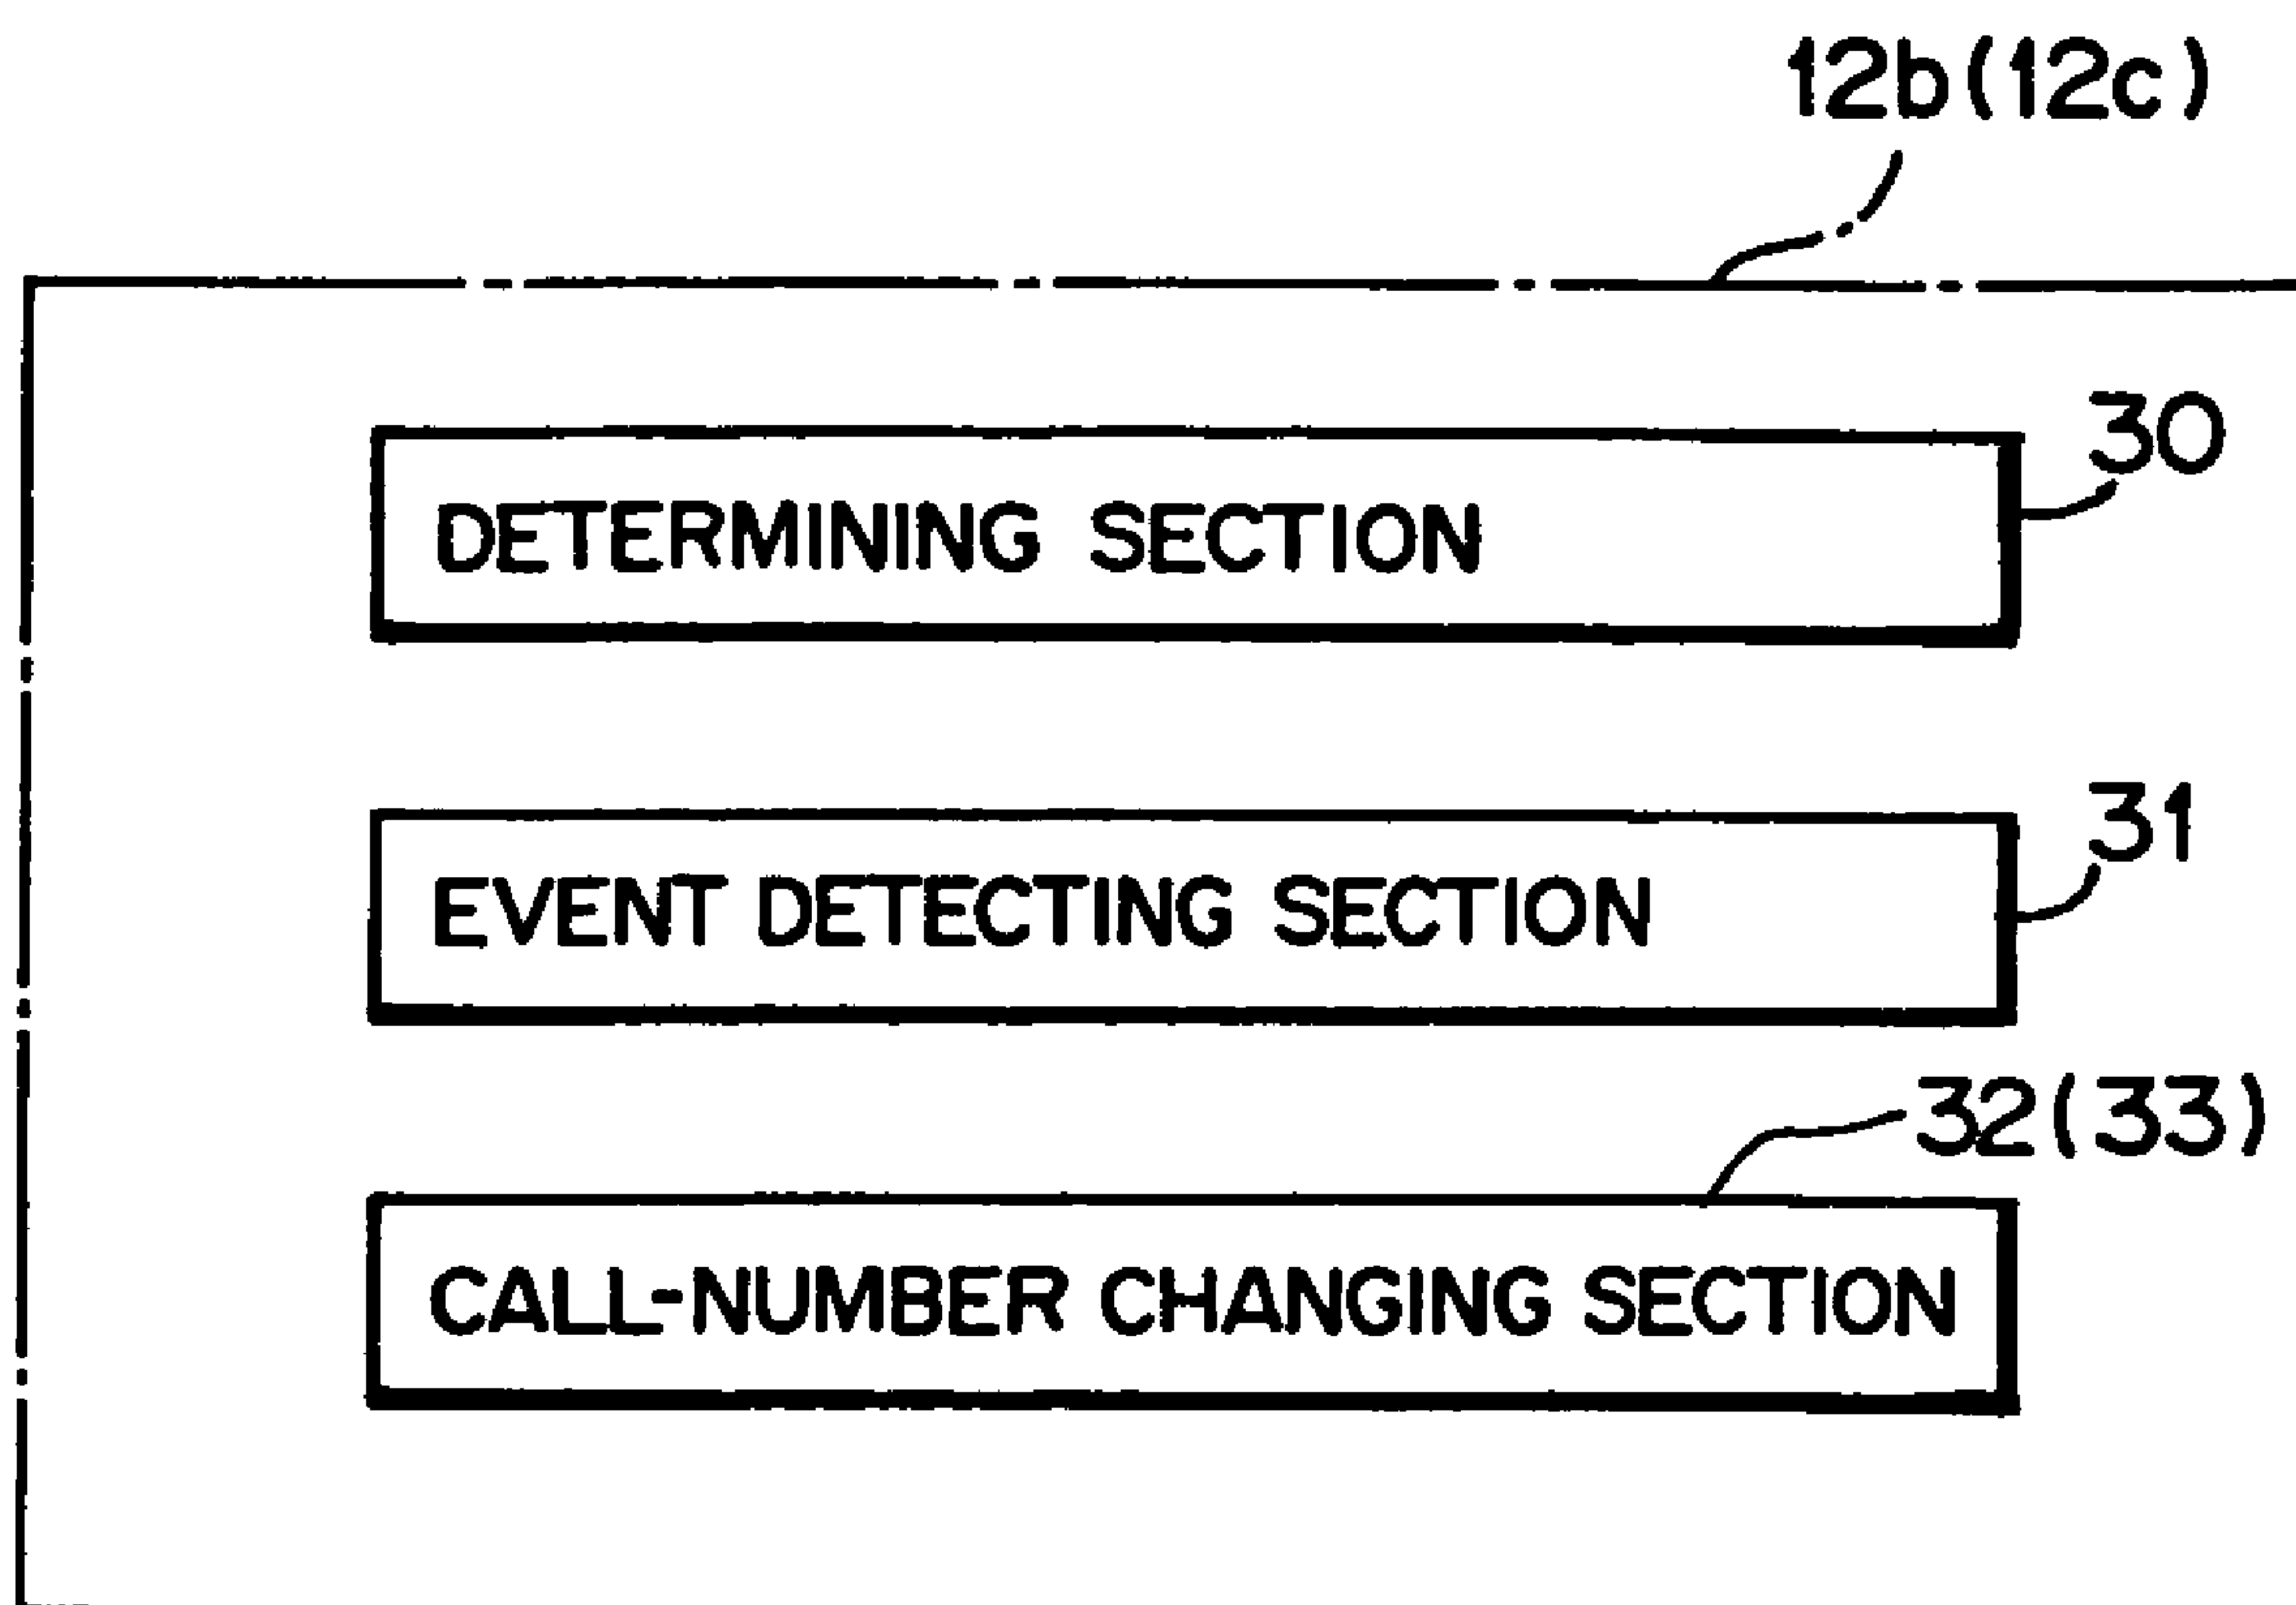 12b(12c)
30
DETERMINING SECTION
31
EVENT DETECTING SECTION
32(33)
CALL-NUMBER CHANGING SECTION